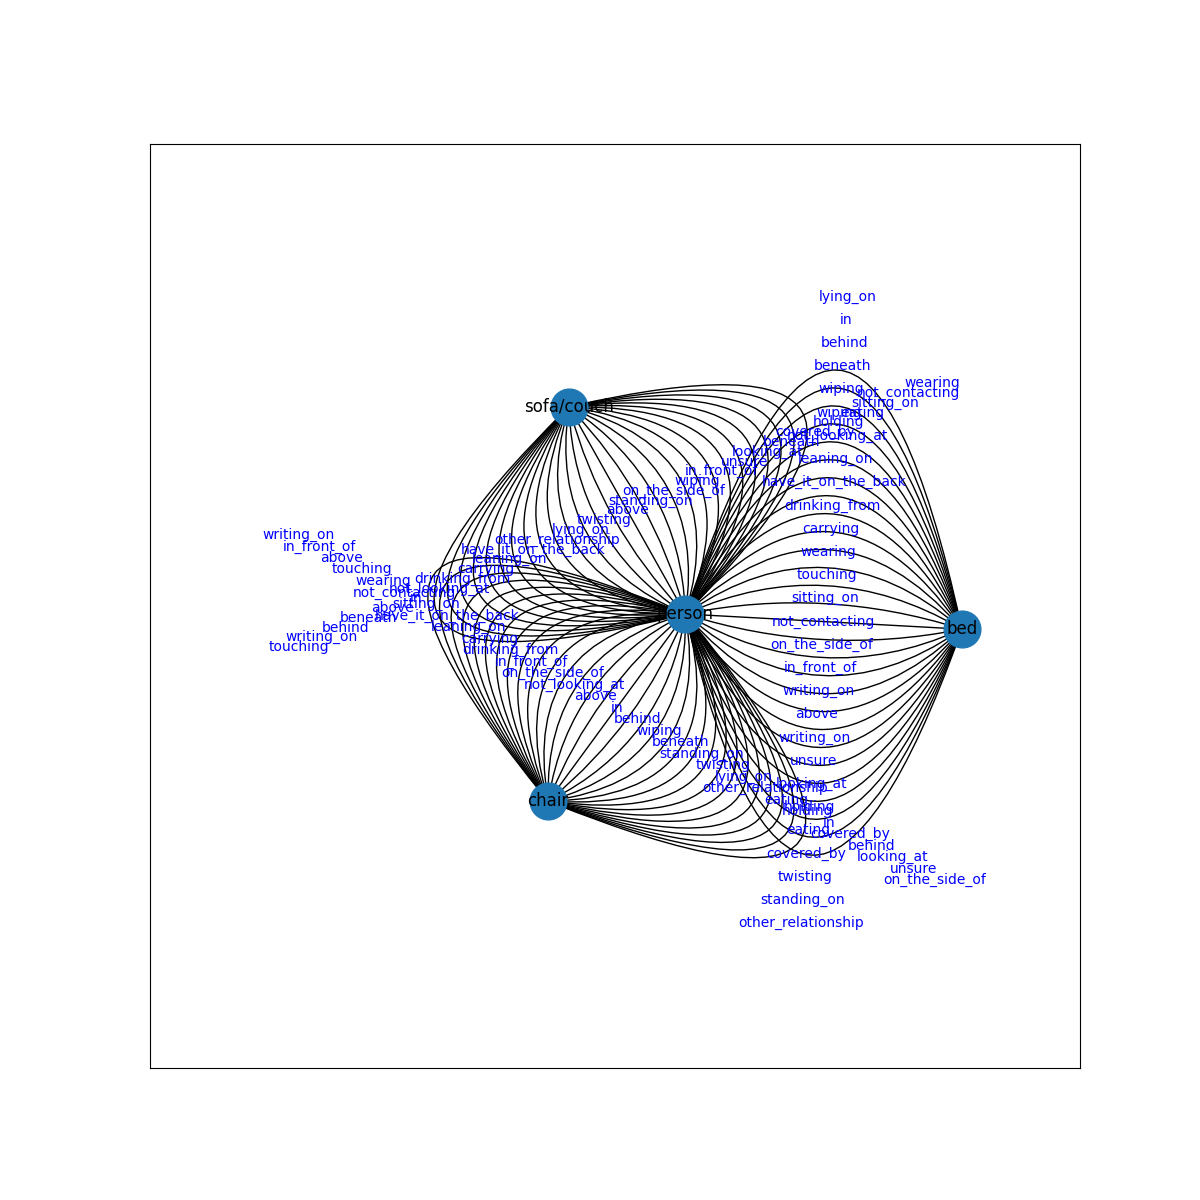 lying_on
in
behind
beneath
wearing
wiping
not_contacting
sitting_on
sofa/couch
wiping
eating
holding
covered_by
not_looking_at
beneath
looking_at
leaning_on
unsure
in_front_of
wiping
have_it_on_the_back
on_the_side_of
standing_on
drinking_from
above
twisting
carrying
lying_on
writing_on
other_relationship
in_front_of
have_it_on_the_back
wearing
above
leaning_on
touching
carrying
touching
wearing
drinking_from
not_looking_at
not_contacting
in
sitting_on
sitting_on
above
person
beneath
have_it_on_the_back
not_contacting
behind
leaning_on
bed
writing_on
carrying
touching
on_the_side_of
drinking_from
in_front_of
in_front_of
on_the_side_of
not_looking_at
writing_on
above
in
above
behind
wiping
writing_on
beneath
standing_on
unsure
twisting
lying_on
looking_at
other_relationship
chair
eating
holding
holding
in
eating
covered_by
behind
covered_by
looking_at
unsure
twisting
on_the_side_of
standing_on
other_relationship